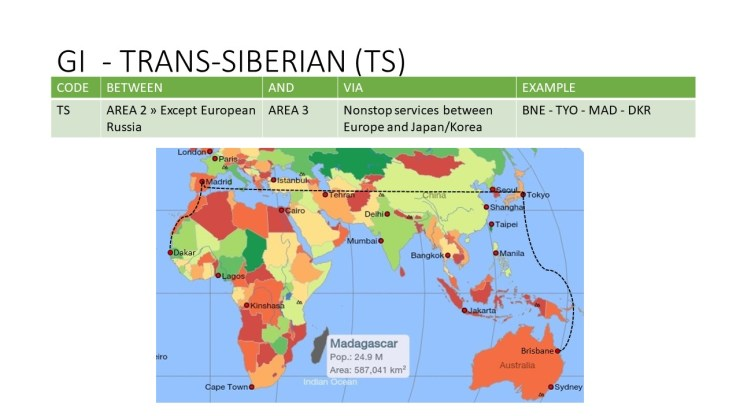 GI - TRANS-SIBERIAN (TS)
CODE BETWEEN AND VIA EXAMPLE
TS AREA 2 » Except European Russia AREA 3 Nonstop services between Europe and Japan/Korea BNE - TYO - MAD - DKR
London
Paris
Madrid
Istanbul
Tehran
China
Seoul
Tokyo
Cairo
Delhi
Shangha
Taipei
Mumbai
Dakar
Bangkok
Manila
Lagos
Kinshasa
Jakarta
Madagascar
Pop.: 24.9 M
Area: 587,041 km²
Brisbane
Australia
eiro
Indian Ocean
Cape Town
Sydney